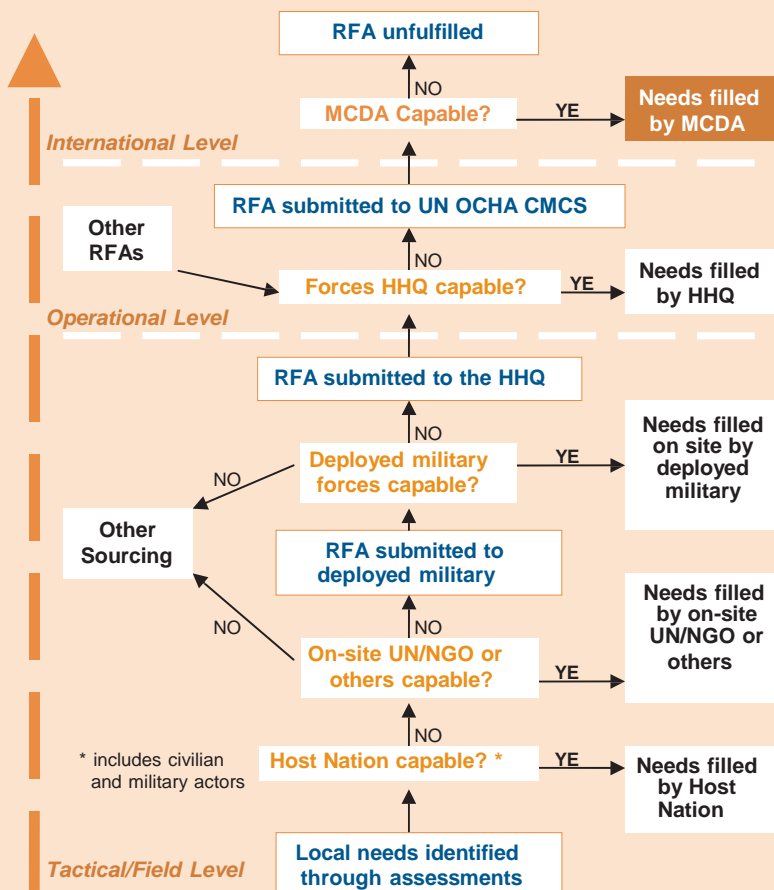 RFA unfulfilled
NO
MCDA Capable?
YE
Needs filled
by MCDA
International Level
RFA submitted to UN OCHA CMCS
Other
RFAs
NO
Forces HHQ capable?
YE
Needs filled
by HHQ
Operational Level
RFA submitted to the HHQ
NO
Deployed military
forces capable?
YE
Needs filled
on site by
deployed
military
NO
Other
Sourcing
RFA submitted to
deployed military
NO
NO
On-site UN/NGO or
others capable?
YE
Needs filled
by on-site
UN/NGO or
others
NO
* includes civilian
and military actors
Host Nation capable? *
YE
Needs filled
by Host
Nation
Local needs identified
through assessments
Tactical/Field Level